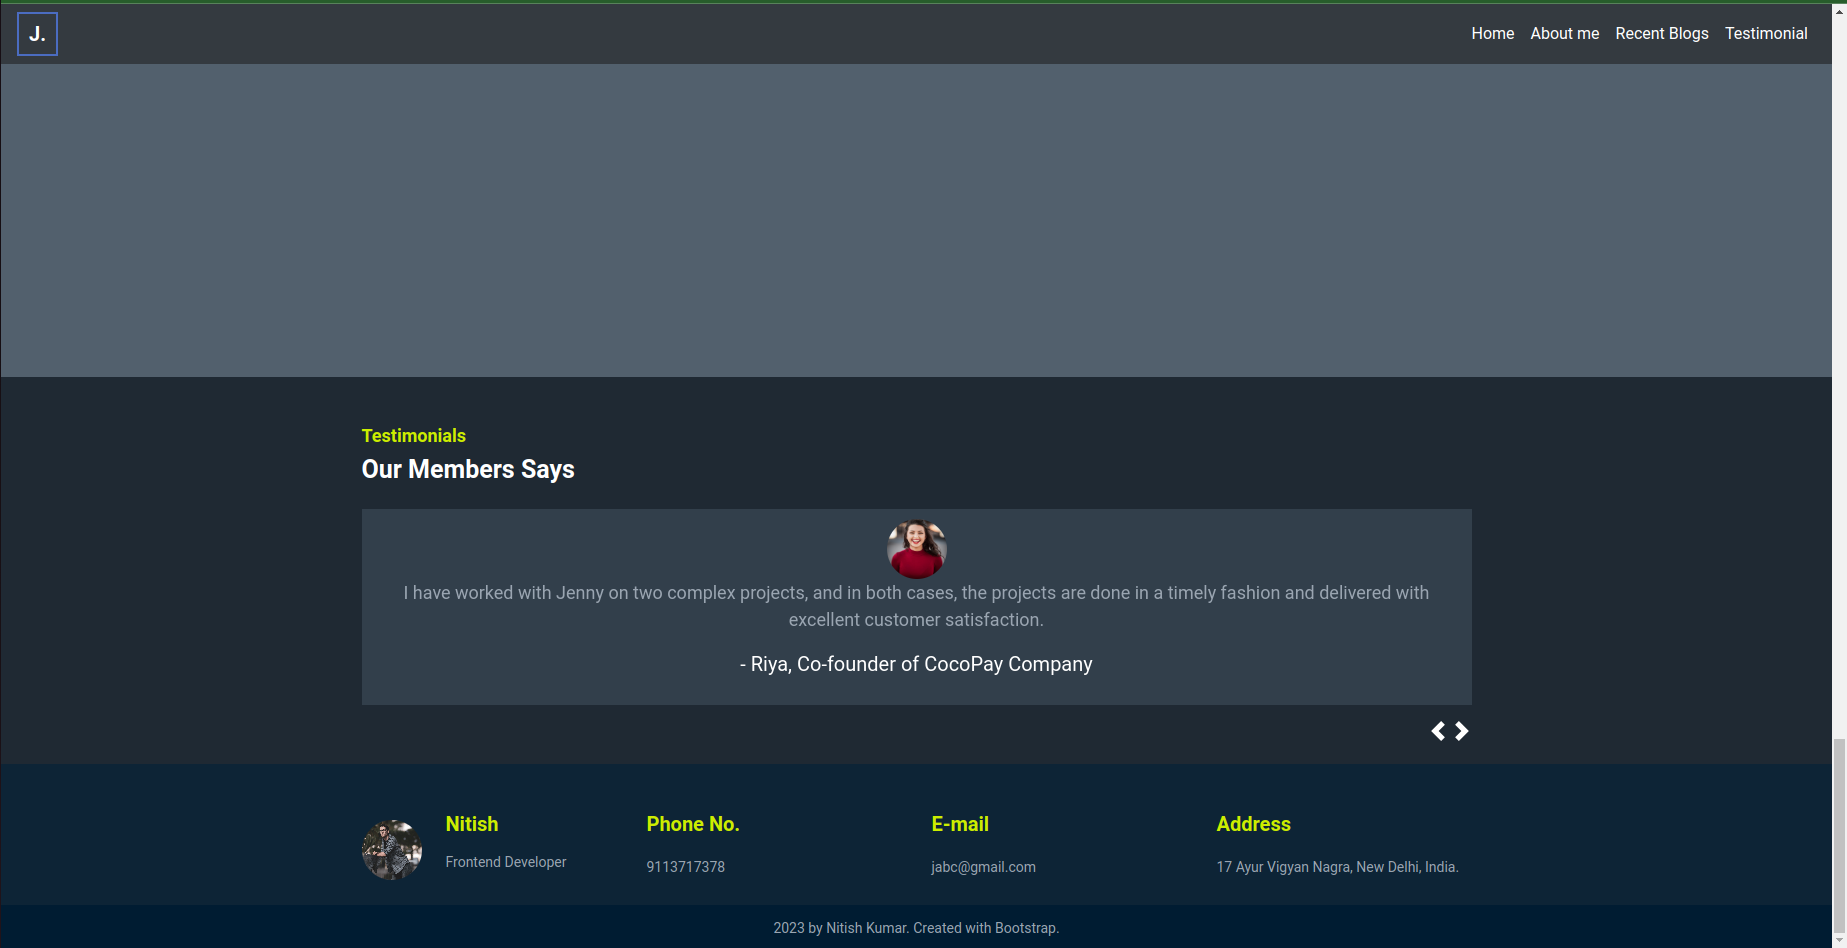 J.
Home About me Recent Blogs Testimonial
Testimonials
Our Members Says
I have worked with Jenny on two complex projects, and in both cases, the projects are done in a timely fashion and delivered with
excellent customer satisfaction.
- Riya, Co-founder of CocoPay Company
Nitish
Frontend Developer
Phone No.
9113717378
E-mail
jabc@gmail.com
Address
17 Ayur Vigyan Nagra, New Delhi, India.
2023 by Nitish Kumar. Created with Bootstrap.